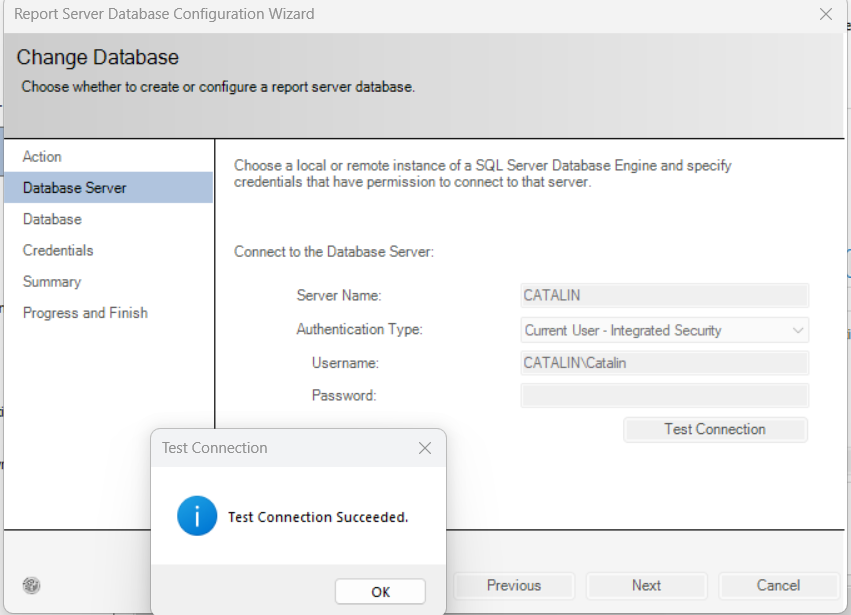 Report Server Database Configuration Wizard
Change Database
Choose whether to create or configure a report server database.
Action
Database Server
Database
Credentials
Summary
Progress and Finish
Choose a local or remote instance of a SQL Server Database Engine and specify
credentials that have permission to connect to that server.
Connect to the Database Server:
Server Name: CATALIN
Authentication Type: Current User - Integrated Security
Username: CATALIN\Catalin
Password:
Test Connection
Test Connection
Test Connection Succeeded.
OK
Previous Next Cancel